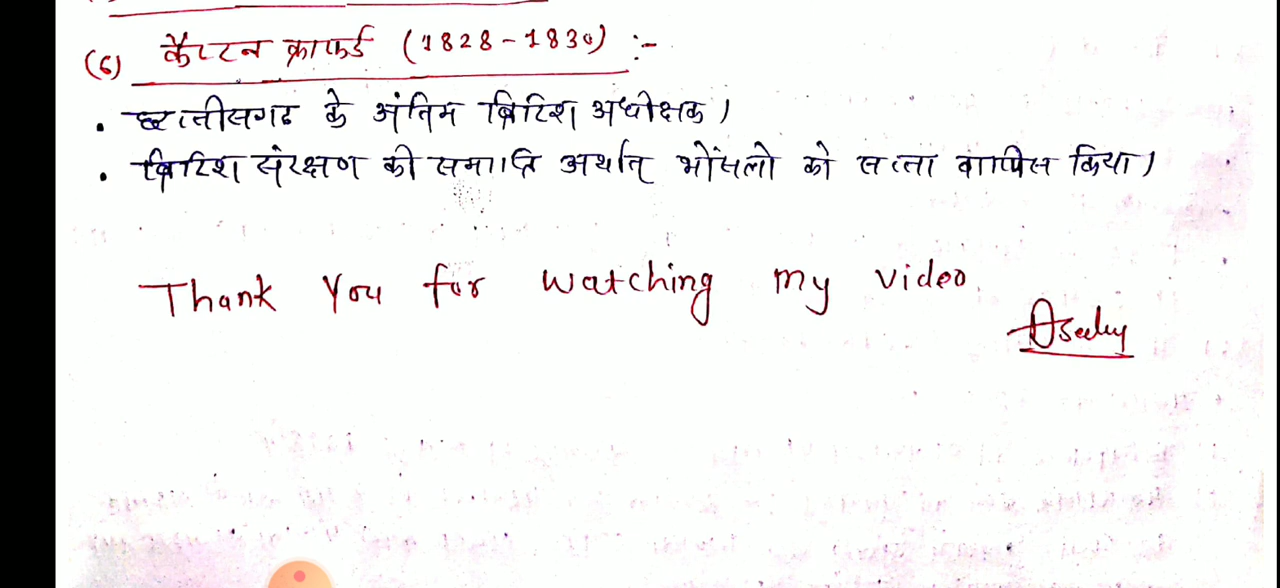 (6) कैप्टन क्राफर्ड (1828-1830) :-
• छत्तीसगढ के अंतिम ब्रिटिश अधीक्षक।
• ब्रिटिश संरक्षण की समाप्ति अर्थात् भोंसलो को सत्ता वापिस किया।
Thank You for watching my video.